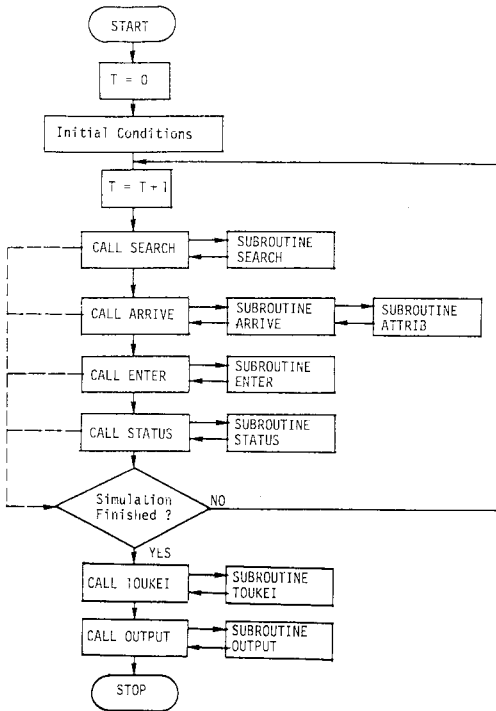 START
T = 0
Initial Conditions
T = T + 1
CALL SEARCH
SUBROUTINE
SEARCH
CALL ARRIVE
SUBROUTINE
ARRIVE
SUBROUTINE
ATTRIB
CALL ENTER
SUBROUTINE
ENTER
CALL STATUS
SUBROUTINE
STATUS
Simulation
Finished ?
NO
YES
CALL TOUKEI
SUBROUTINE
TOUKEI
CALL OUTPUT
SUBROUTINE
OUTPUT
STOP